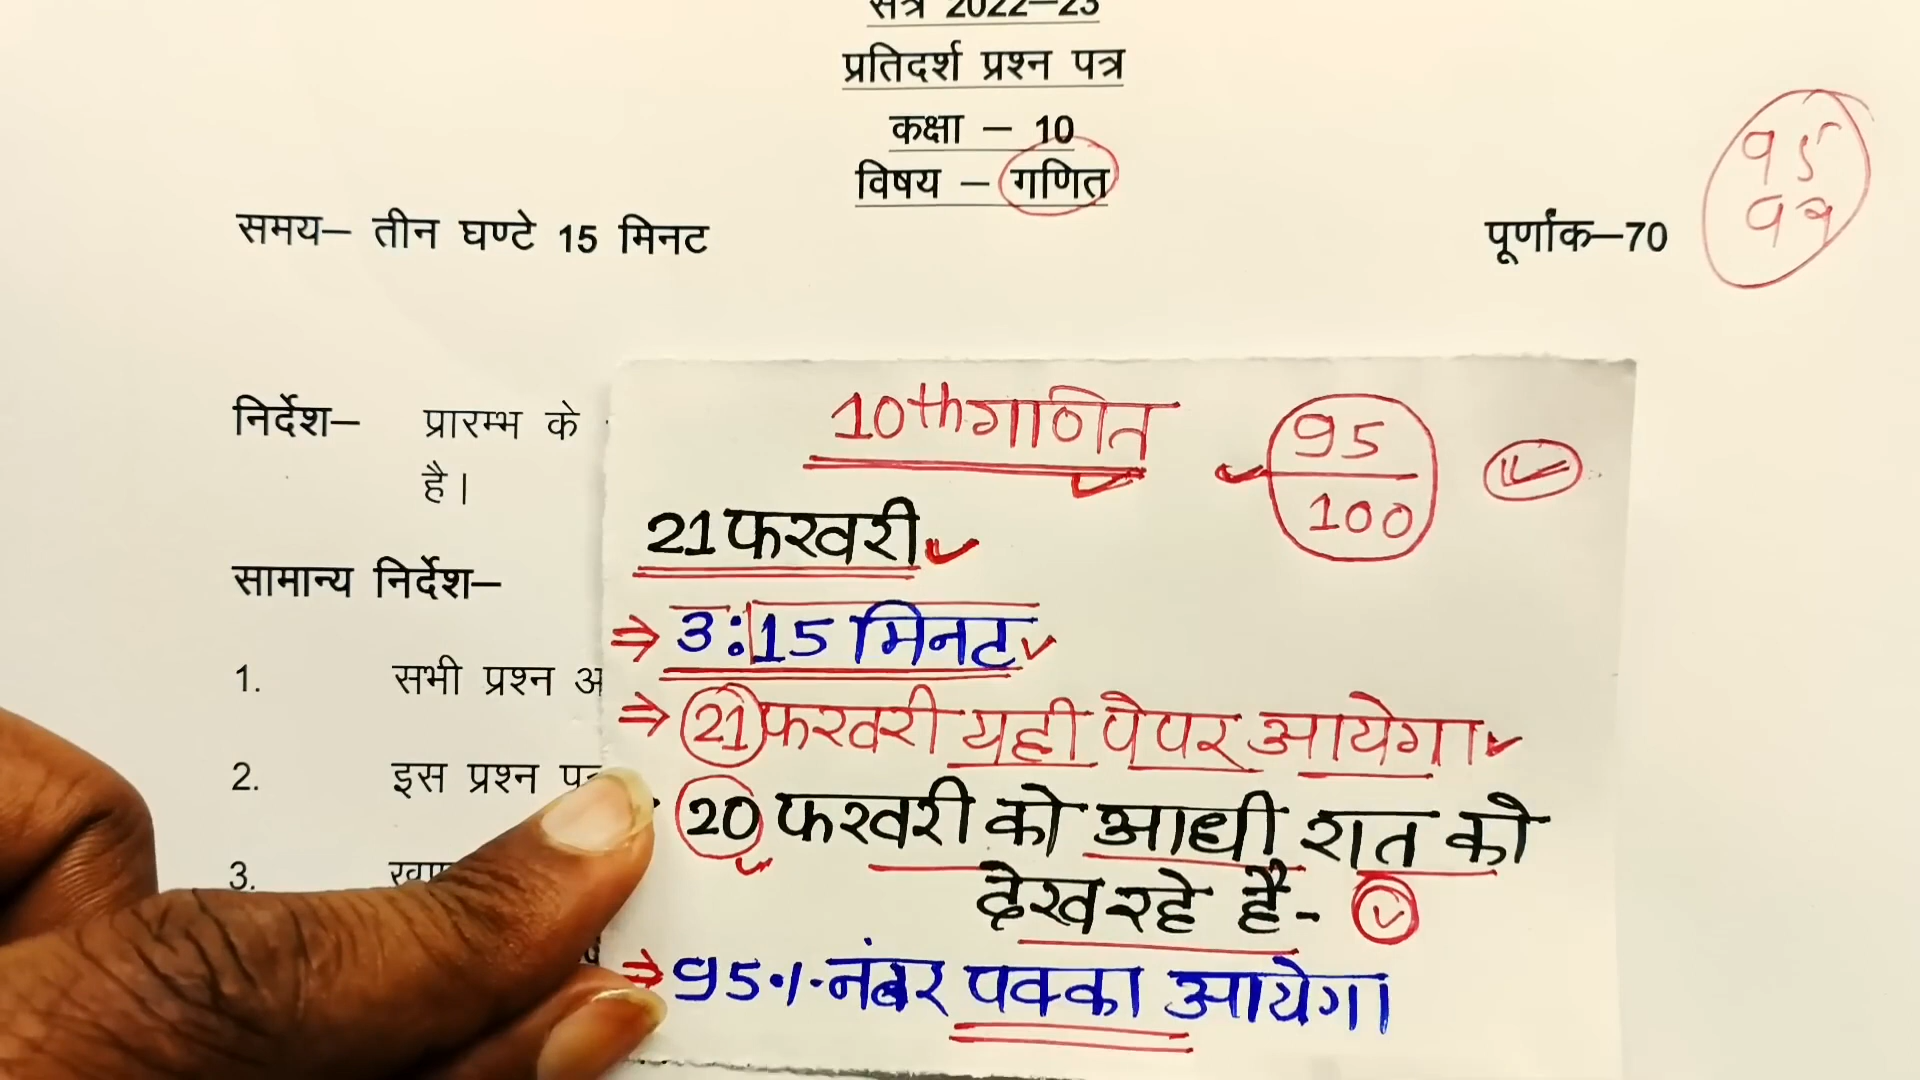 सत्र 2022–23
प्रतिदर्श प्रश्न पत्र
कक्षा – 10
विषय – गणित
समय– तीन घण्टे 15 मिनट
पूर्णांक–70
निर्देश– प्रारम्भ के
है।
सामान्य निर्देश–
1. सभी प्रश्न
2. इस प्रश्न
3.
10th गणित
95
100
21 फरवरी
⇒ 3:15 मिनट
⇒ 21 फरवरी यही पेपर आयेगा
20 फरवरी को आधी रात को
देख रहे हैं-
⇒ 95% नंबर पक्का आयेगा